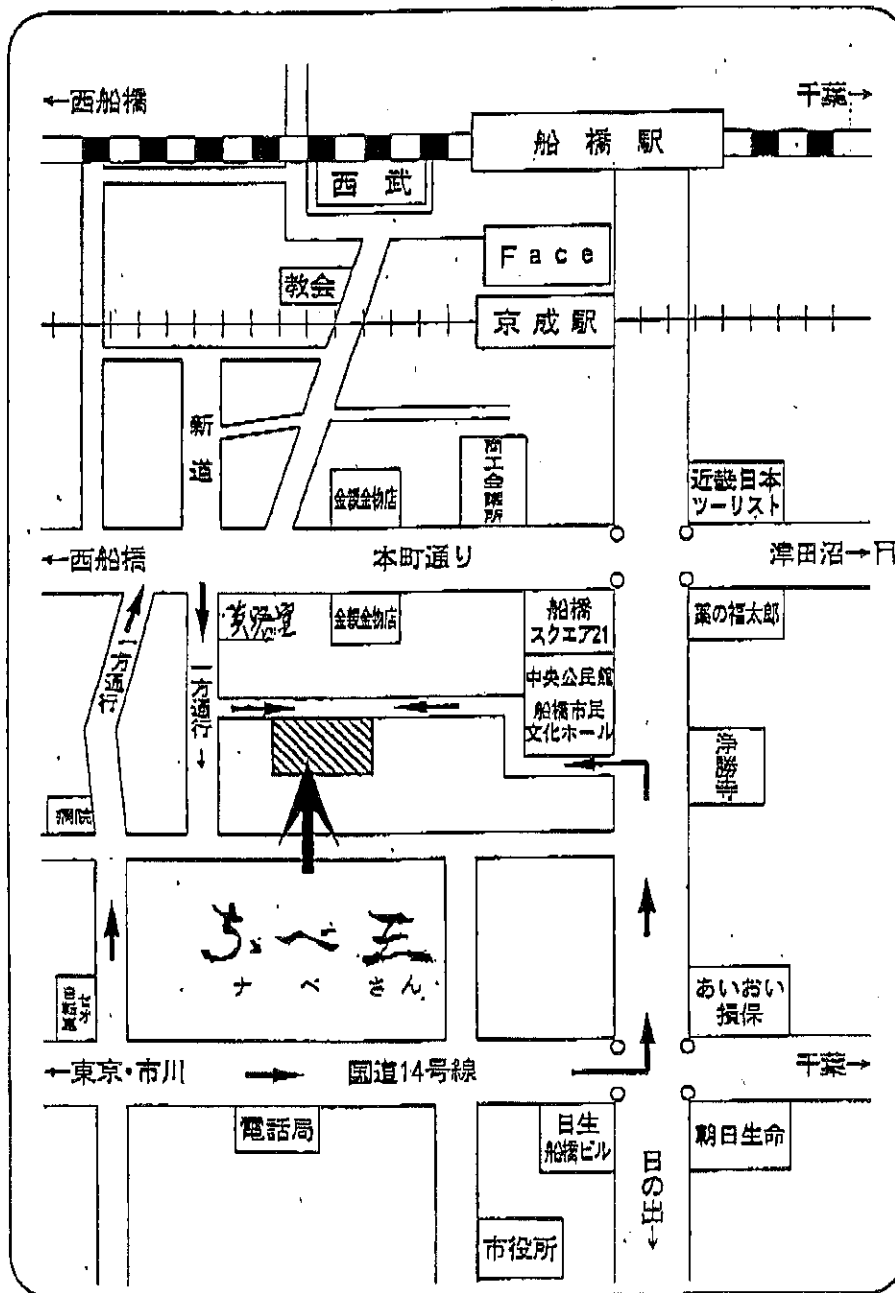 ←西船橋
千葉→
船橋駅
西武
Face
教会
京成駅
新道
金銀金物店
商工会議所
近畿日本
ツーリスト
←西船橋
本町通り
津田沼→
一方通行
一方通行→
金銀金物店
船橋
スクエア21
薬の福太郎
中央公民館
船橋市民
文化ホール
浄勝寺
病院
あいおい
損保
←東京・市川
国道14号線
千葉→
電話局
日生
船橋ビル
朝日生命
日の出→
市役所